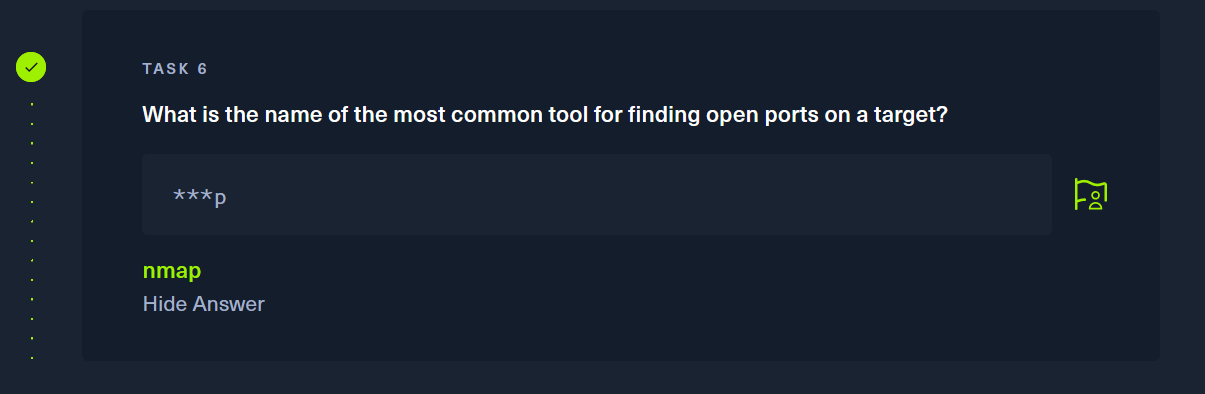 TASK 6
What is the name of the most common tool for finding open ports on a target?
***p
nmap
Hide Answer